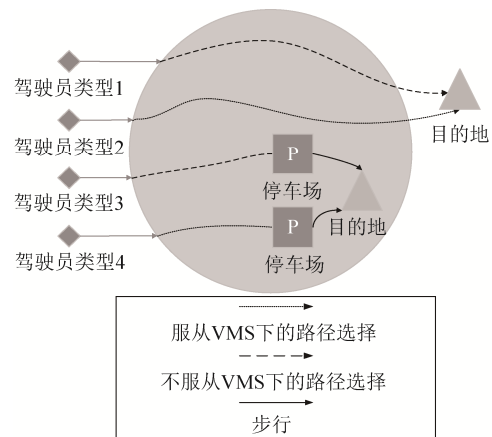 驾驶员类型1
驾驶员类型2
目的地
P
停车场
驾驶员类型3
P
目的地
停车场
驾驶员类型4
服从VMS下的路径选择
不服从VMS下的路径选择
步行